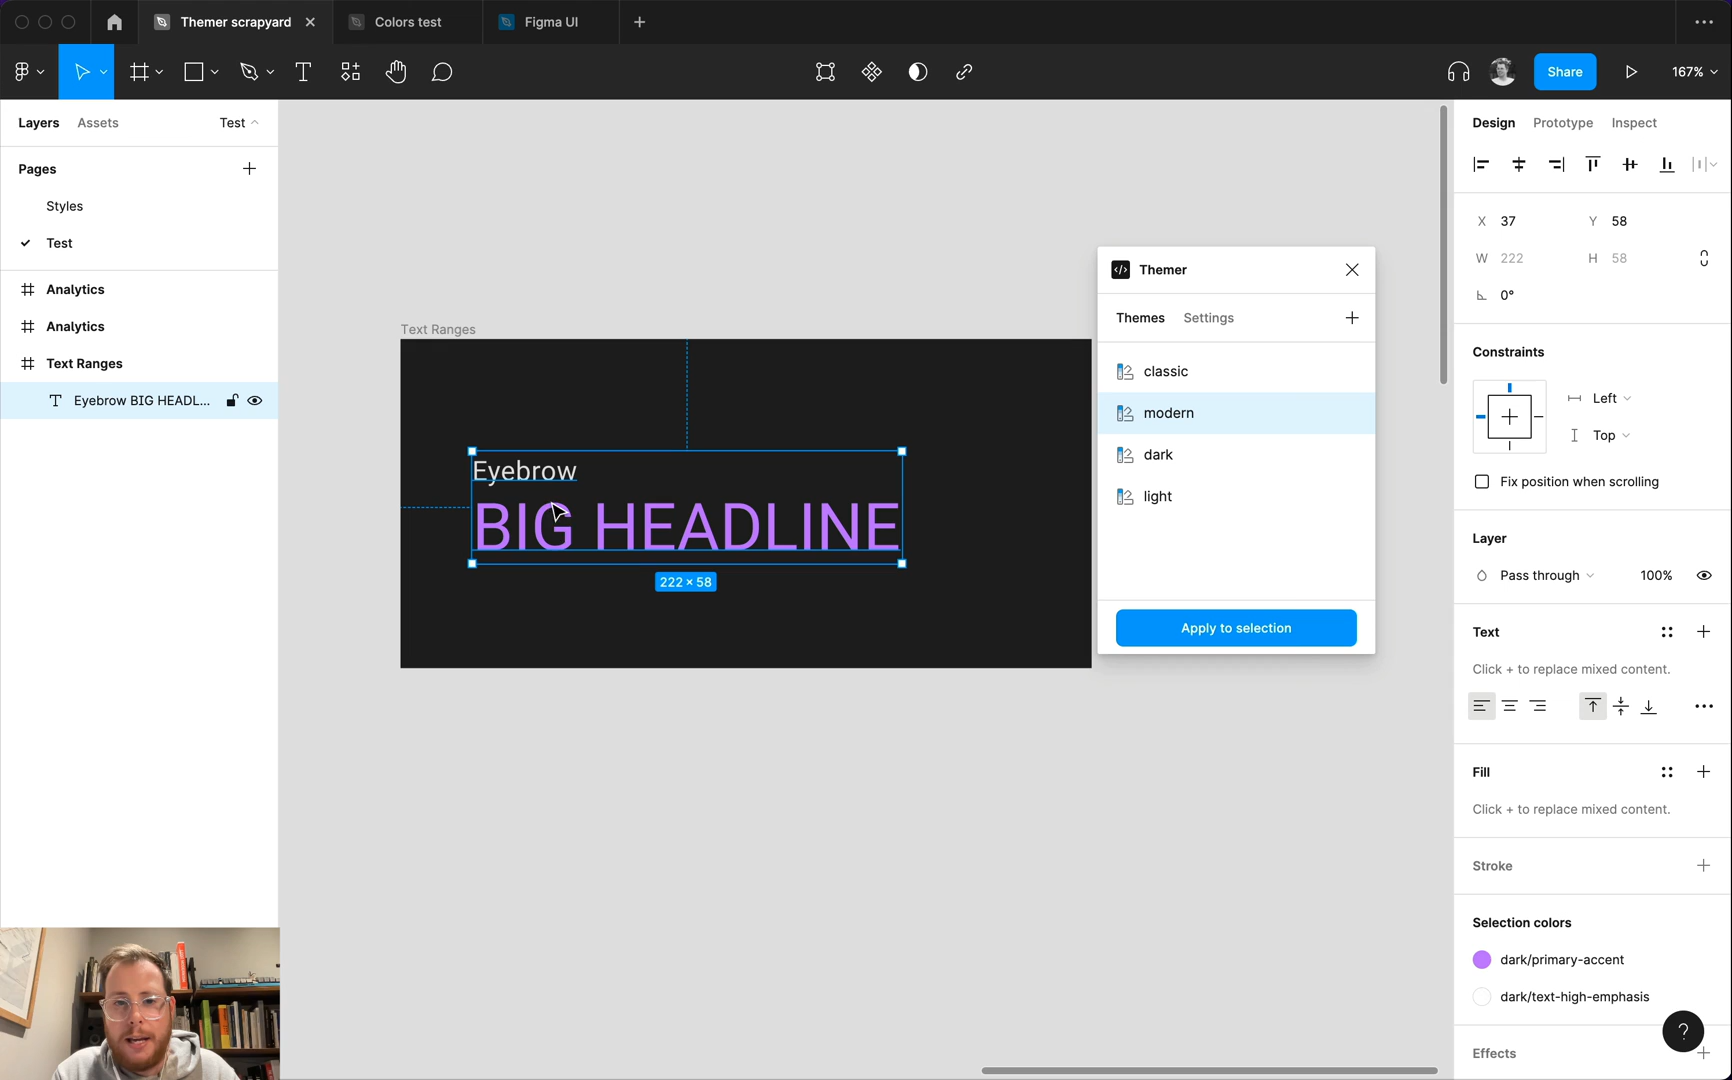 Themer scrapyard
Colors test
Figma UI
Share
167%
Layers
Assets
Test
Pages
Styles
Test
Analytics
Analytics
Text Ranges
Eyebrow BIG HEADL...
Text Ranges
Eyebrow
BIG HEADLINE
222 × 58
Themer
Themes
Settings
classic
modern
dark
light
Apply to selection
Design
Prototype
Inspect
X 37
Y 58
W 222
H 58
0°
Constraints
Left
Top
Fix position when scrolling
Layer
Pass through
100%
Text
Click + to replace mixed content.
Fill
Click + to replace mixed content.
Stroke
Selection colors
dark/primary-accent
dark/text-high-emphasis
?
Effects